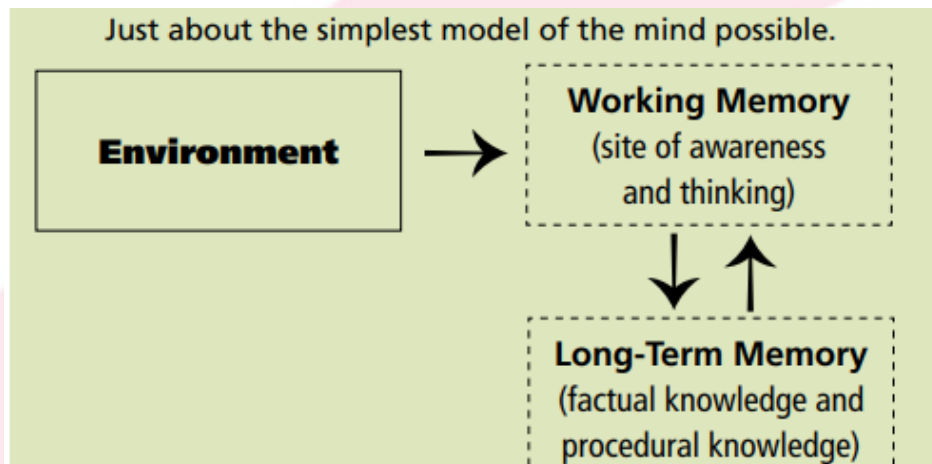 Just about the simplest model of the mind possible.
Environment
Working Memory
(site of awareness
and thinking)
Long-Term Memory
(factual knowledge and
procedural knowledge)